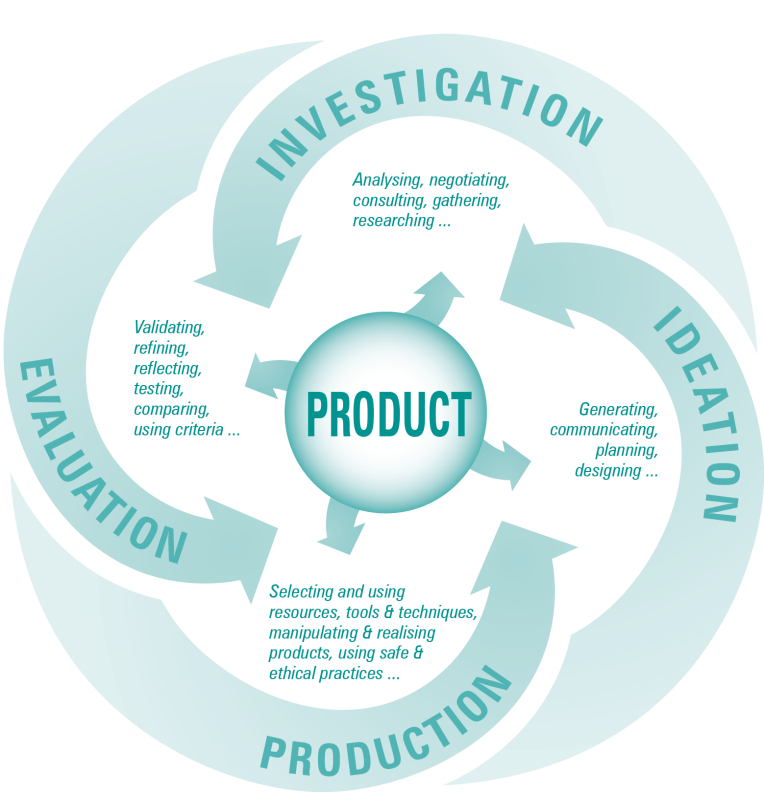 INVESTIGATION
Analysing, negotiating,
consulting, gathering,
researching ...
IDEATION
Generating,
communicating,
planning,
designing ...
PRODUCT
Validating,
refining,
reflecting,
testing,
comparing,
using criteria ...
EVALUATION
Selecting and using
resources, tools & techniques,
manipulating & realising
products, using safe &
ethical practices ...
PRODUCTION